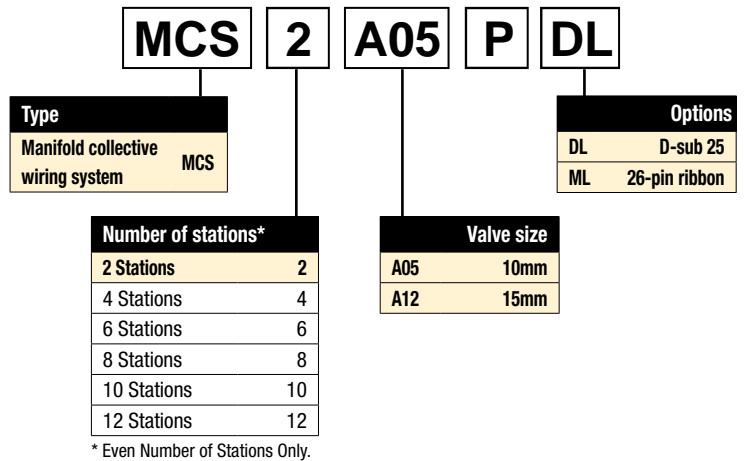 MCS 2 A05 P DL
Type
Manifold collective
wiring system MCS
Options
DL D-sub 25
ML 26-pin ribbon
Number of stations*
2 Stations 2
4 Stations 4
6 Stations 6
8 Stations 8
10 Stations 10
12 Stations 12
* Even Number of Stations Only.
Valve size
A05 10mm
A12 15mm